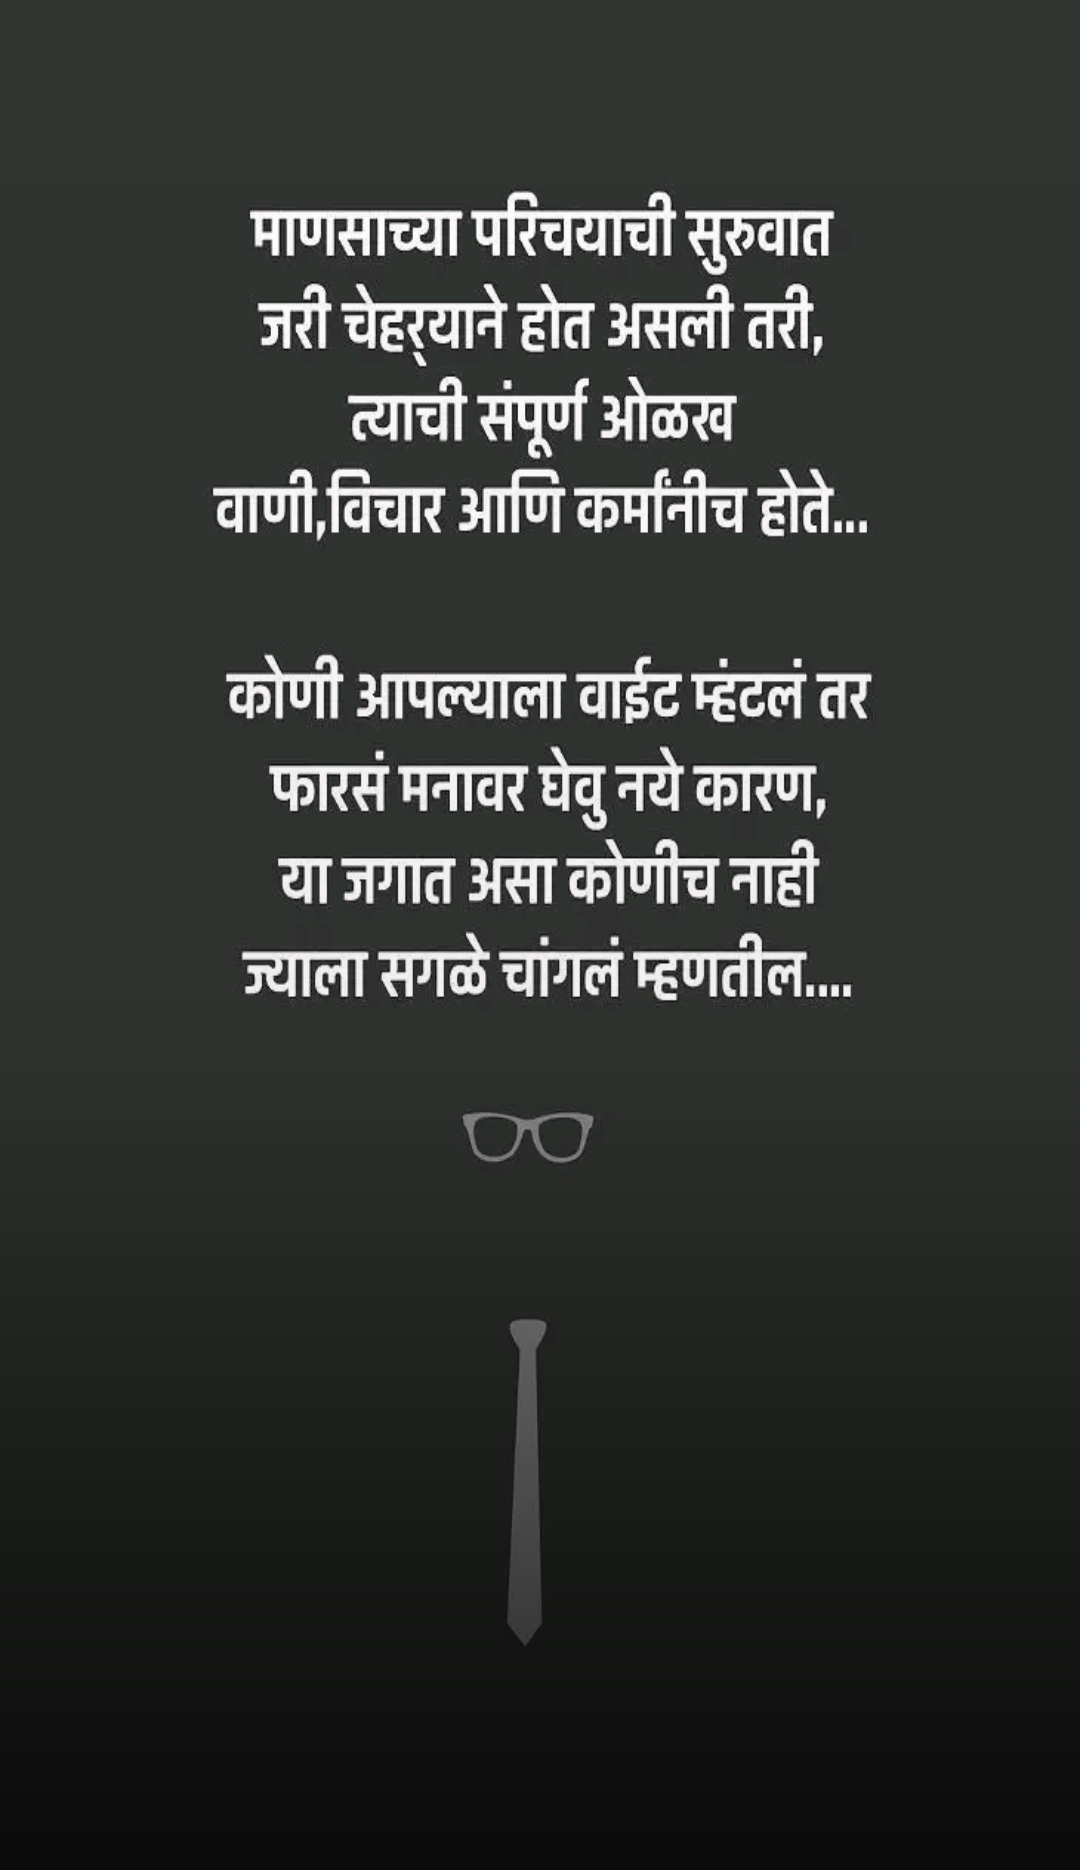 माणसाच्या परिचयाची सुरुवात
जरी चेहर्‍याने होत असली तरी,
त्याची संपूर्ण ओळख
वाणी,विचार आणि कर्मांनीच होते...
कोणी आपल्याला वाईट म्हंटलं तर
फारसं मनावर घेवु नये कारण,
या जगात असा कोणीच नाही
ज्याला सगळे चांगलं म्हणतील....